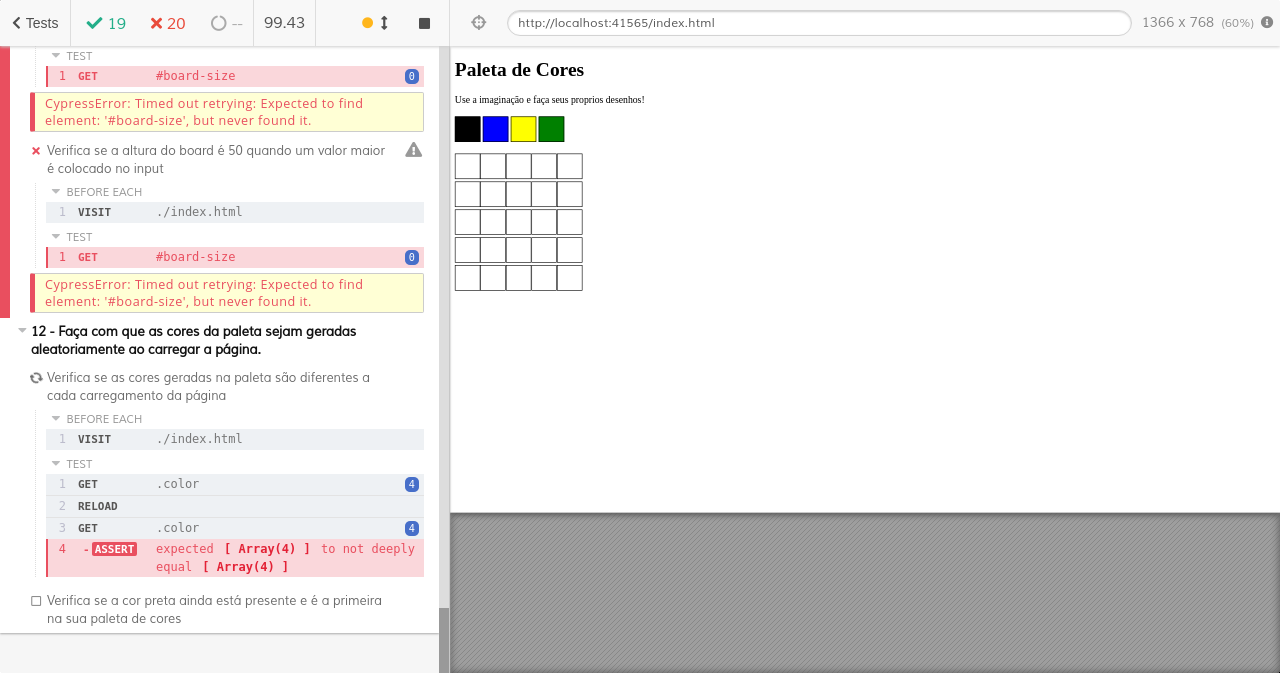 Tests
19
20
--
99.43
TEST
1 GET #board-size 0
CypressError: Timed out retrying: Expected to find
element: '#board-size', but never found it.
Verifica se a altura do board é 50 quando um valor maior
é colocado no input
BEFORE EACH
1 VISIT ./index.html
TEST
1 GET #board-size 0
CypressError: Timed out retrying: Expected to find
element: '#board-size', but never found it.
12 - Faça com que as cores da paleta sejam geradas
aleatoriamente ao carregar a página.
Verifica se as cores geradas na paleta são diferentes a
cada carregamento da página
BEFORE EACH
1 VISIT ./index.html
TEST
1 GET .color 4
2 RELOAD
3 GET .color 4
4 -ASSERT expected [ Array(4) ] to not deeply
equal [ Array(4) ]
Verifica se a cor preta ainda está presente e é a primeira
na sua paleta de cores
http://localhost:41565/index.html
1366 x 768 (60%)
Paleta de Cores
Use a imaginação e faça seus proprios desenhos!